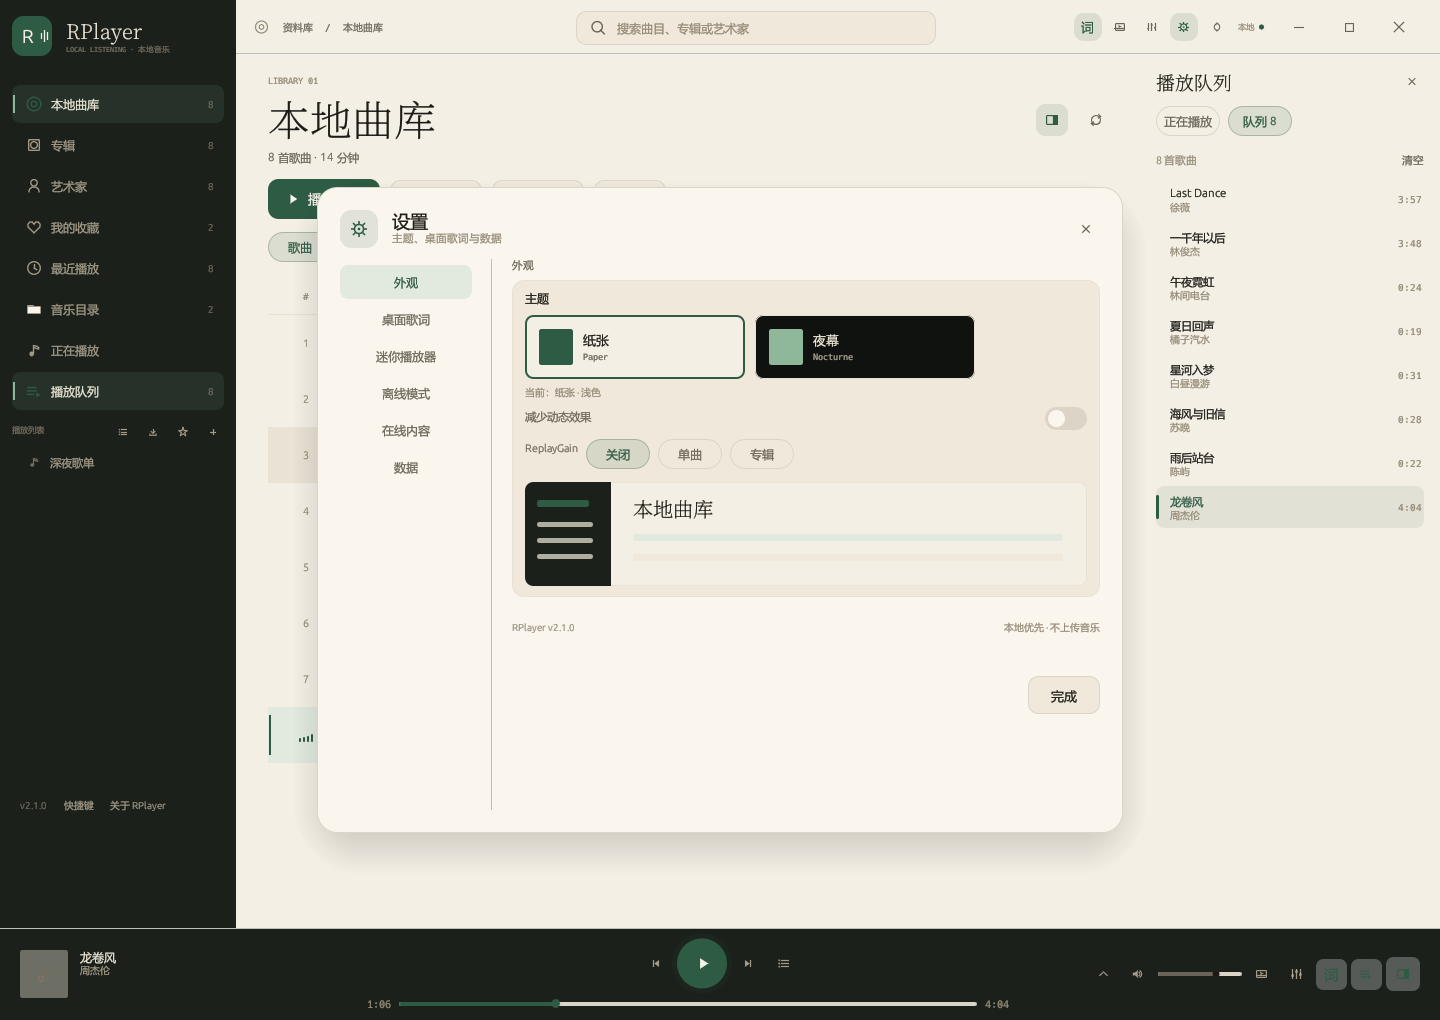 R
RPlayer
LOCAL LISTENING · 本地音乐
本地曲库 8
专辑 8
艺术家 8
我的收藏 2
最近播放 8
音乐目录 2
正在播放
播放队列 8
播放列表
深夜歌单
v2.1.0 快捷键 关于 RPlayer
资料库 / 本地曲库
搜索曲目、专辑或艺术家
词
本地
LIBRARY 01
本地曲库
8 首歌曲 · 14 分钟
歌曲
#
1
2
3
4
5
6
7
设置
主题、桌面歌词与数据
外观
桌面歌词
迷你播放器
离线模式
在线内容
数据
外观
主题
纸张
Paper
夜幕
Nocturne
当前：纸张 · 浅色
减少动态效果
ReplayGain 关闭 单曲 专辑
本地曲库
RPlayer v2.1.0
本地优先 · 不上传音乐
完成
播放队列
正在播放 队列 8
8 首歌曲 清空
Last Dance
徐薇
3:57
一千年以后
林俊杰
3:48
午夜霓虹
林间电台
0:24
夏日回声
橘子汽水
0:19
星河入梦
白昼漫游
0:31
海风与旧信
苏晚
0:28
雨后站台
陈屿
0:22
龙卷风
周杰伦
4:04
龙卷风
周杰伦
1:06
4:04
词